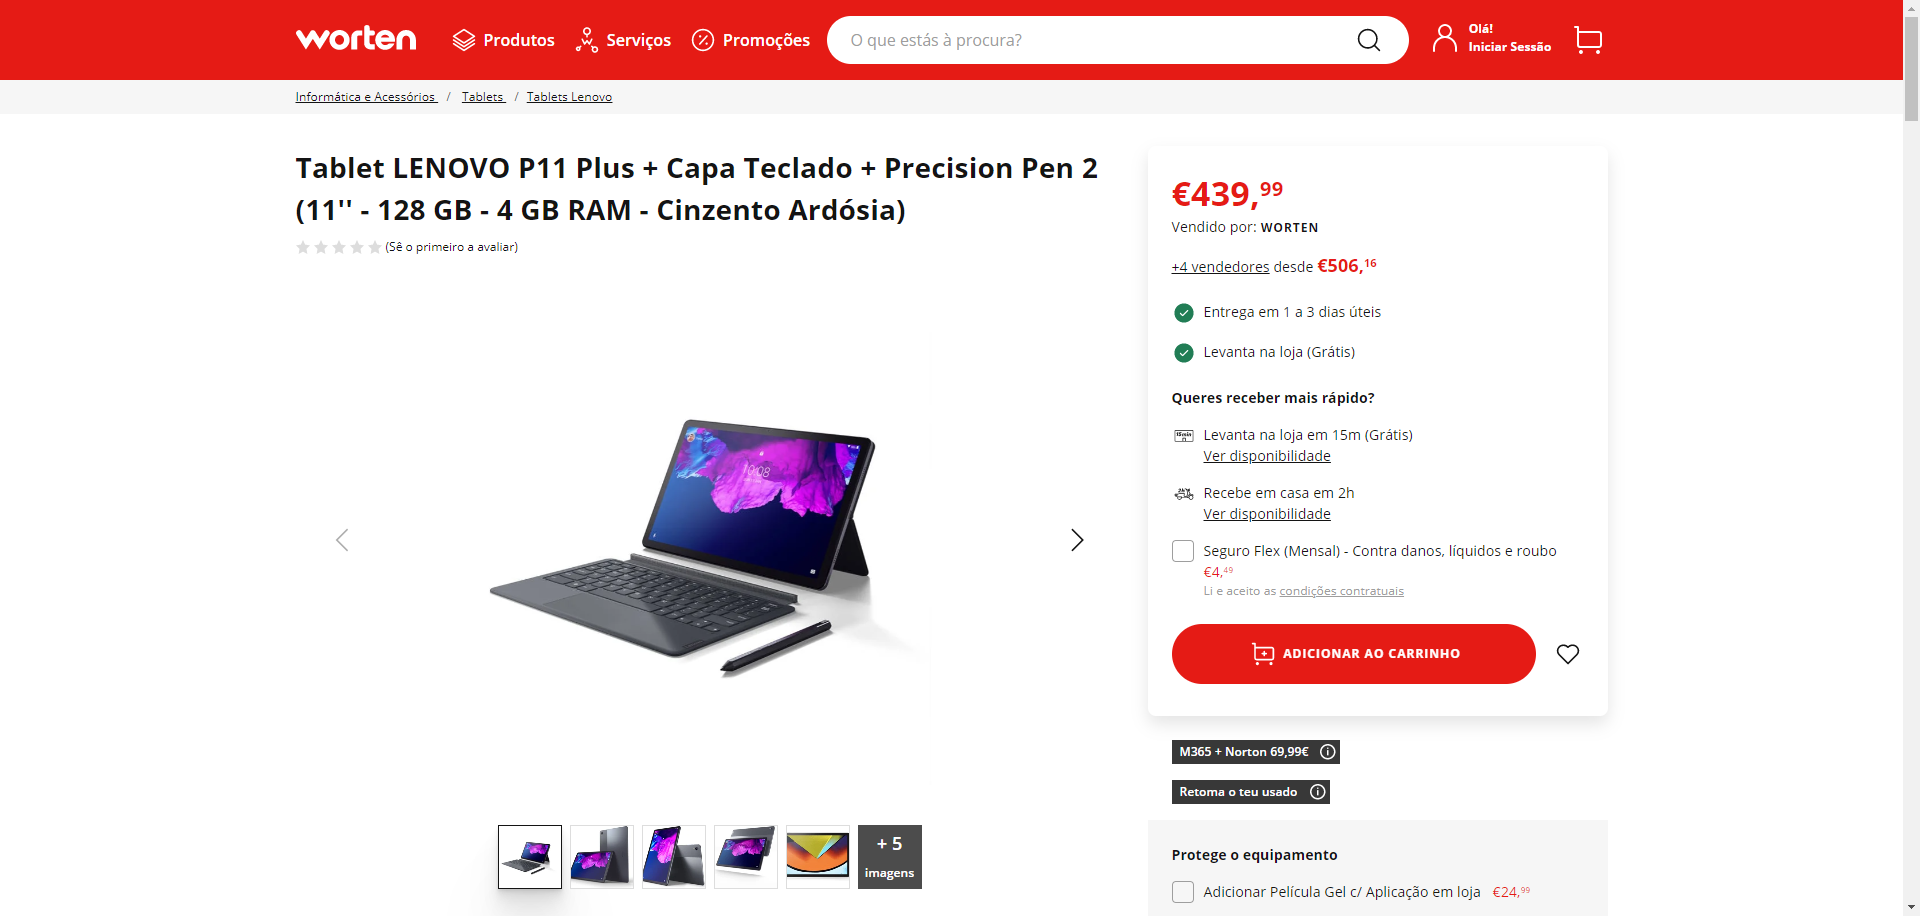 worten
Produtos
Serviços
Promoções
O que estás à procura?
Olá!
Iniciar Sessão
Informática e Acessórios / Tablets / Tablets Lenovo
Tablet LENOVO P11 Plus + Capa Teclado + Precision Pen 2
(11'' - 128 GB - 4 GB RAM - Cinzento Ardósia)
(Sê o primeiro a avaliar)
€439,99
Vendido por: WORTEN
+4 vendedores desde €506,16
Entrega em 1 a 3 dias úteis
Levanta na loja (Grátis)
Queres receber mais rápido?
Levanta na loja em 15m (Grátis)
Ver disponibilidade
Recebe em casa em 2h
Ver disponibilidade
Seguro Flex (Mensal) - Contra danos, líquidos e roubo
€4,49
Li e aceito as condições contratuais
ADICIONAR AO CARRINHO
M365 + Norton 69,99€
Retoma o teu usado
+ 5
imagens
Protege o equipamento
Adicionar Película Gel c/ Aplicação em loja €24,99